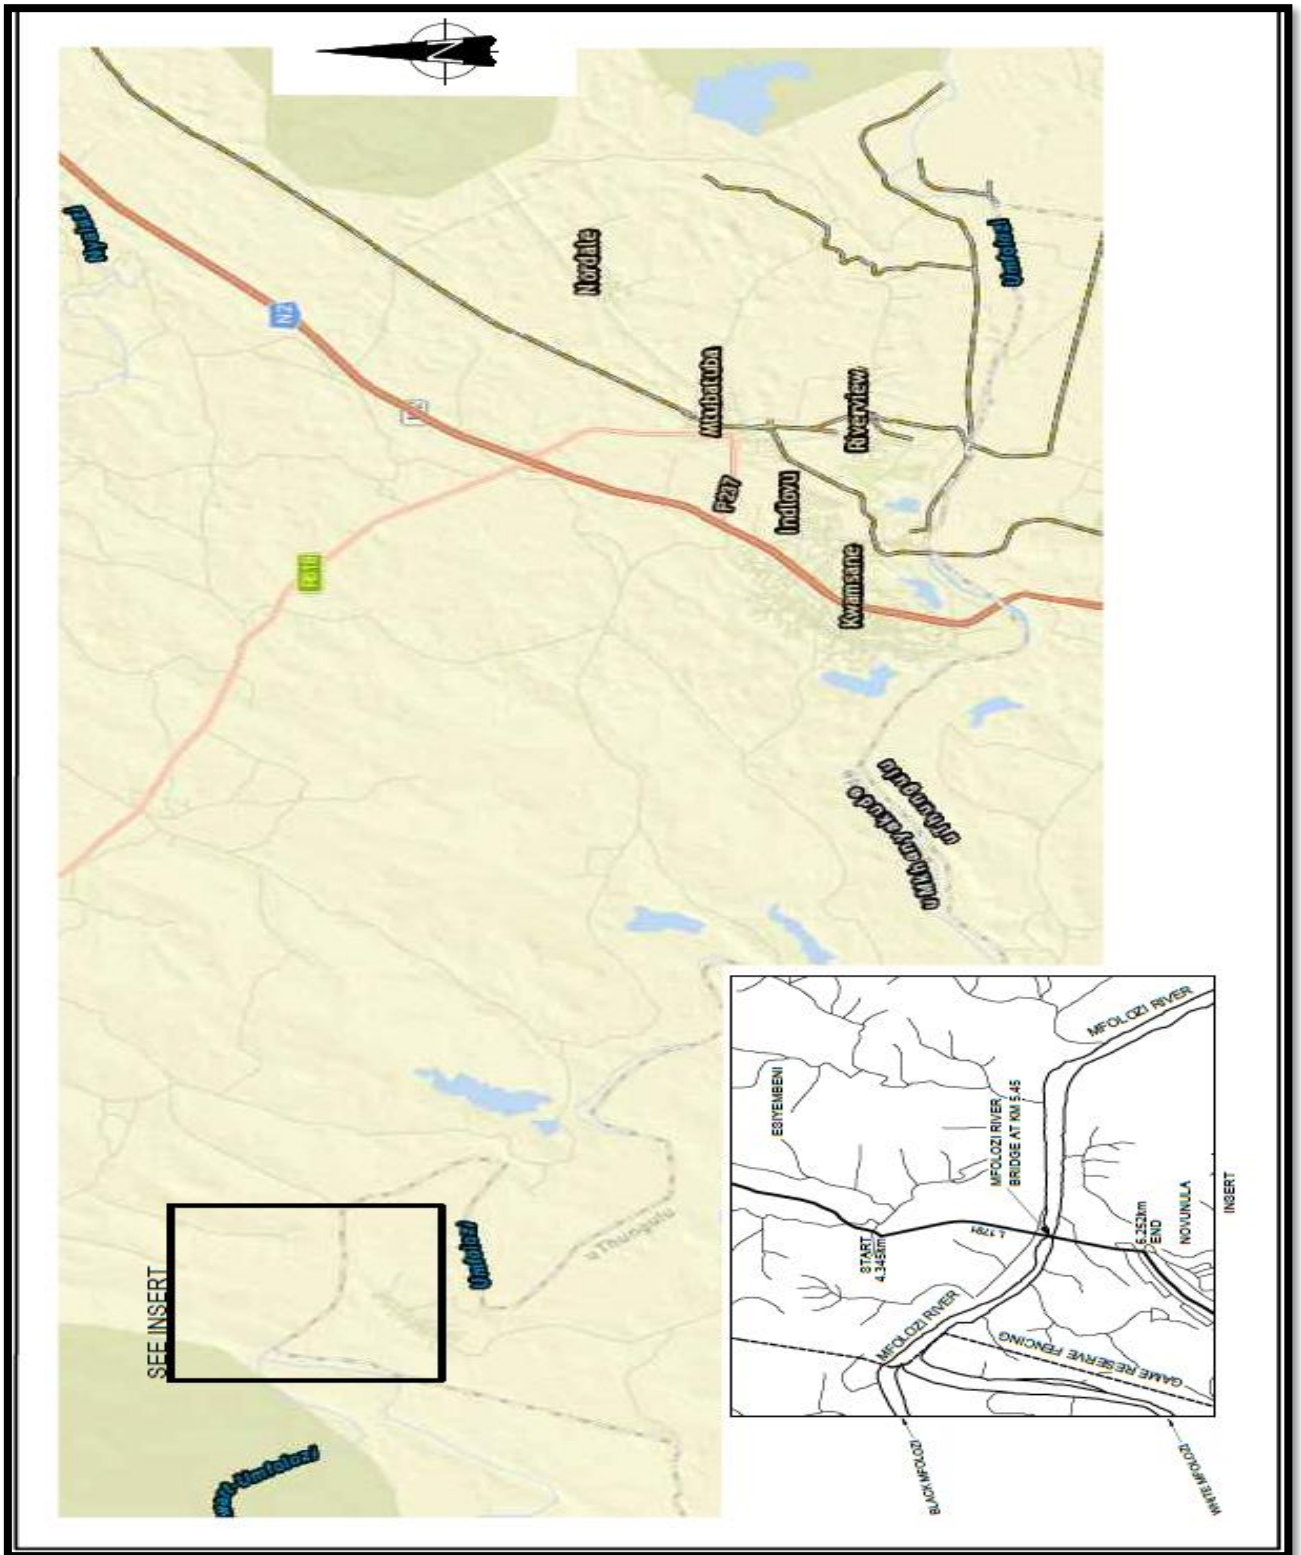 N
Nyalazi
N2
R618
Nordale
Mtubatuba
P237
Indlovu
Riverview
Kwamsane
Umfolozi
uMkhanyakude
uThungulu
SEE INSERT
Umfolozi
uThungulu
-Umfolozi
ESIYEMBENI
MFOLOZI RIVER
MFOLOZI RIVER
BRIDGE AT KM 5.45
START
4.345km
L1791
6.252km
END
NOVUNULA
MFOLOZI RIVER
GAME RESERVE FENCING
BLACK MFOLOZI
WHITE MFOLOZI
INSERT